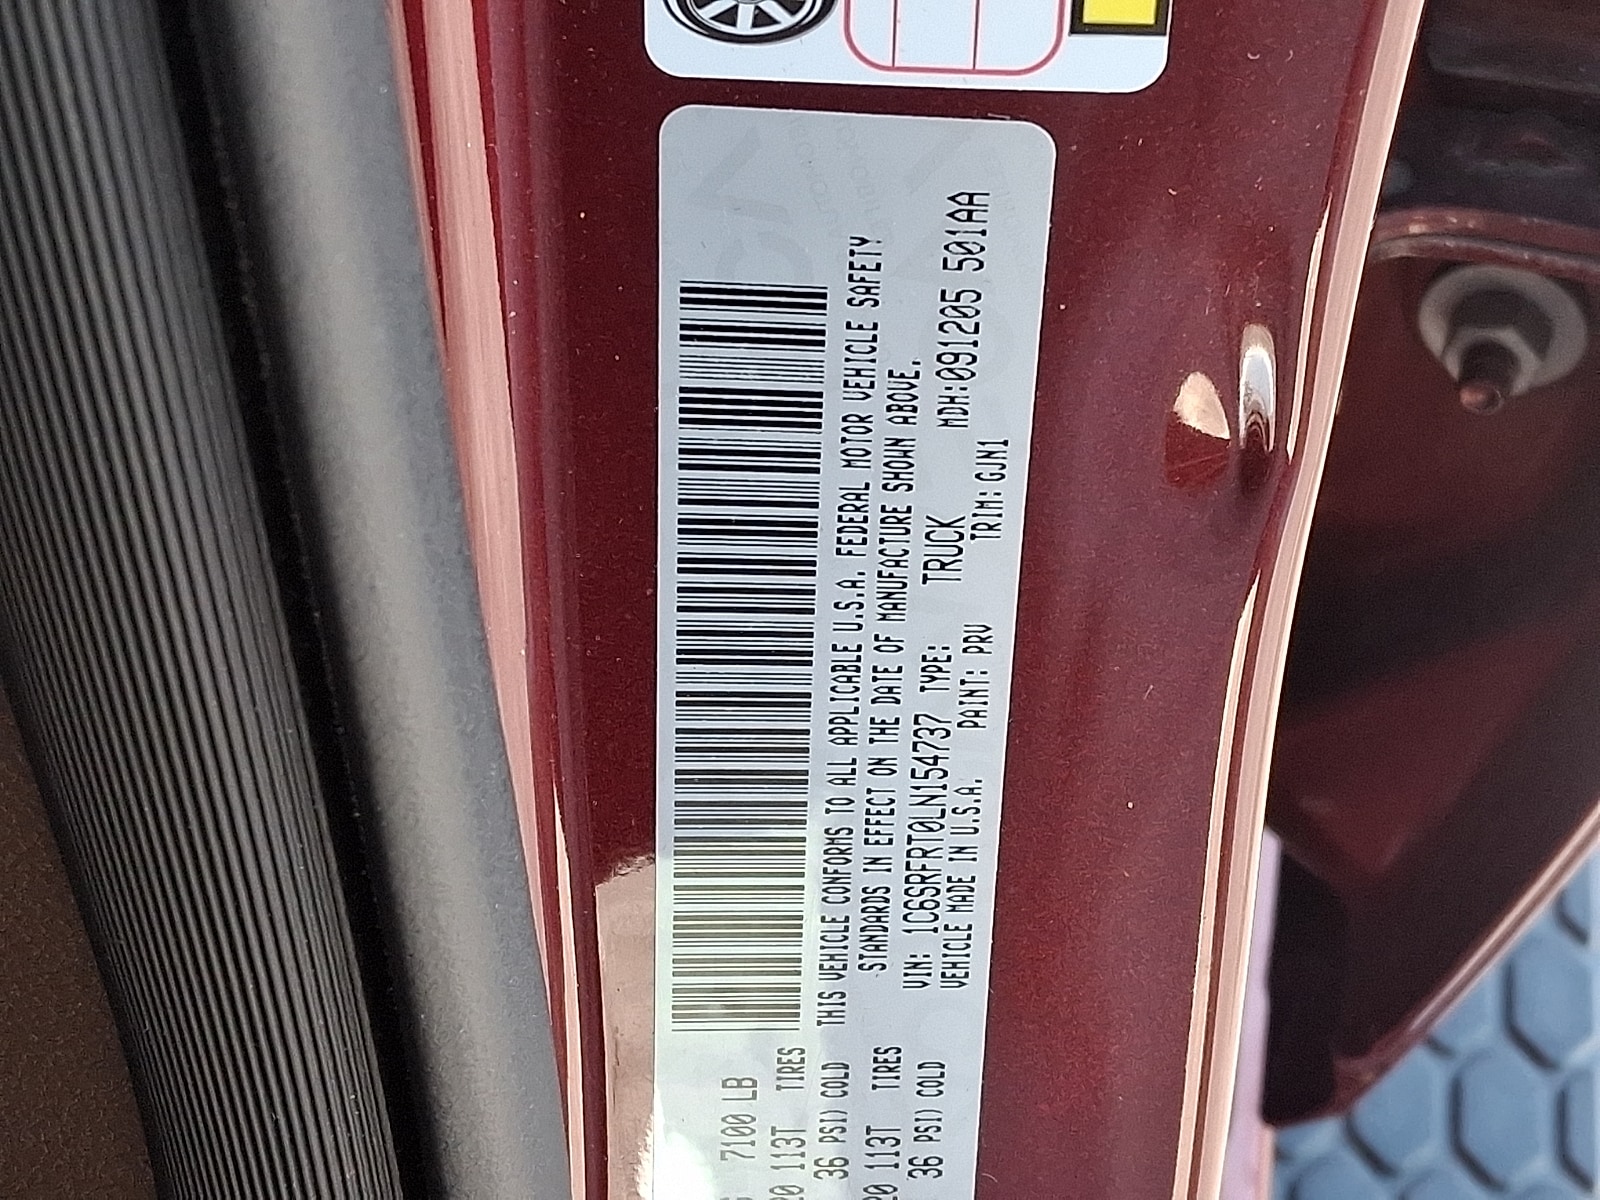 7100 LB
20 113T TIRES
36 PSI) COLD
20 113T TIRES
36 PSI) COLD
THIS VEHICLE CONFORMS TO ALL APPLICABLE U.S.A. FEDERAL MOTOR VEHICLE SAFETY
STANDARDS IN EFFECT ON THE DATE OF MANUFACTURE SHOWN ABOVE.
VIN: 1C6SRFRT0LN154737 TYPE: TRUCK MDH:091205 501AA
VEHICLE MADE IN U.S.A. PAINT: PRV TRIM: GJN1